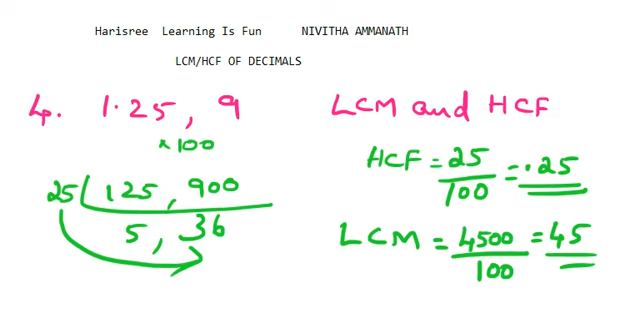 Harisree Learning Is Fun NIVITHA AMMANATH
LCM/HCF OF DECIMALS
4. 1.25, 9 LCM and HCF
×100
25 125, 900
5, 36
HCF = 25/100 = .25
LCM = 4500/100 = 45